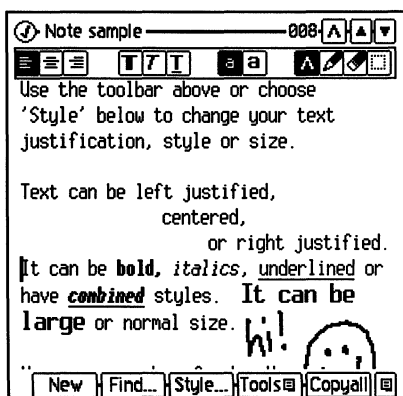 Note sample 008
T T T a a
Use the toolbar above or choose
'Style' below to change your text
justification, style or size.
Text can be left justified,
centered,
or right justified.
It can be bold, italics, underlined or
have combined styles. It can be
large or normal size.
hi!
New Find... Style... Tools Copyall